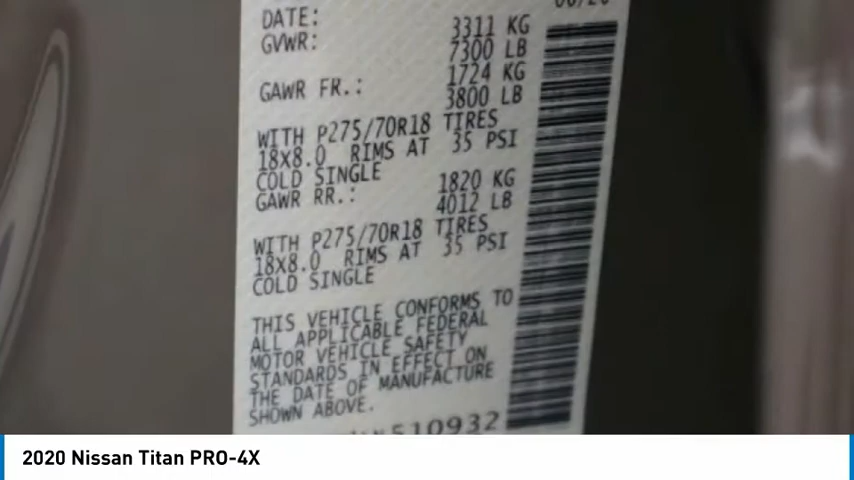 DATE:
GVWR: 3311 KG
7300 LB
GAWR FR.: 1724 KG
3800 LB
WITH P275/70R18 TIRES
18X8.0 RIMS AT 35 PSI
COLD SINGLE
GAWR RR.: 1820 KG
4012 LB
WITH P275/70R18 TIRES
18X8.0 RIMS AT 35 PSI
COLD SINGLE
THIS VEHICLE CONFORMS TO
ALL APPLICABLE FEDERAL
MOTOR VEHICLE SAFETY
STANDARDS IN EFFECT ON
THE DATE OF MANUFACTURE
SHOWN ABOVE.
510932
2020 Nissan Titan PRO-4X